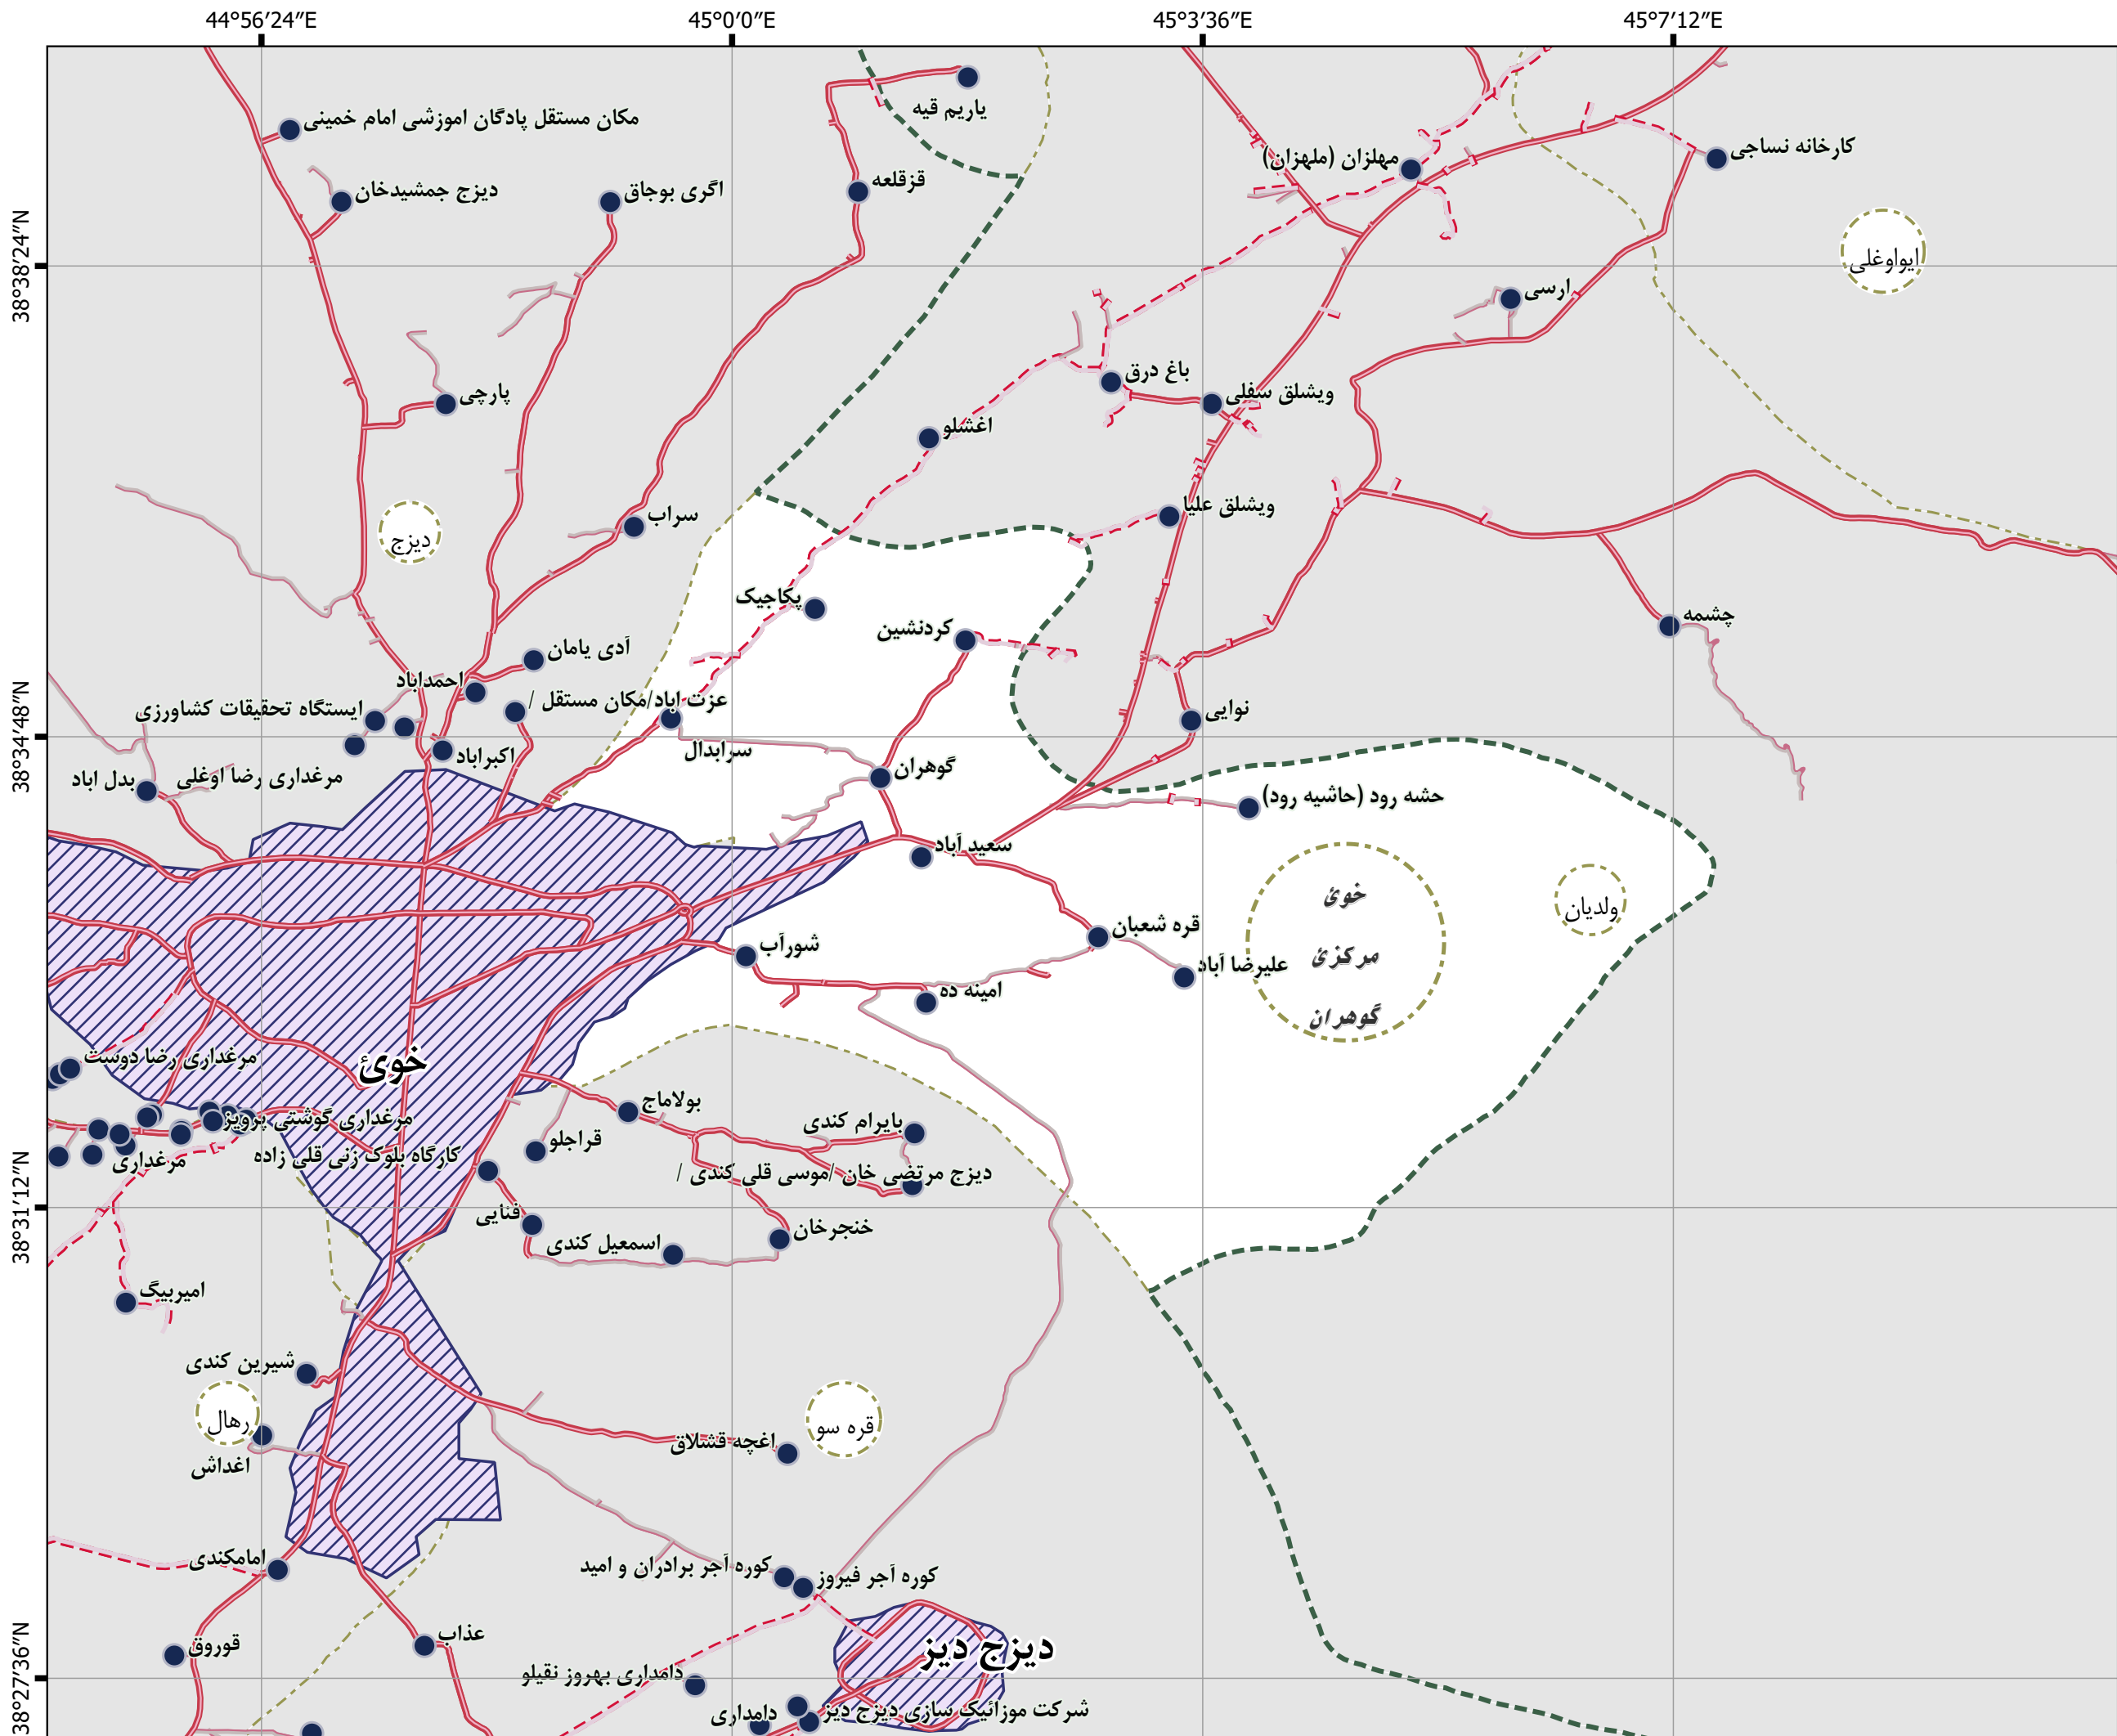 44°56′24″E
45°0′0″E
45°3′36″E
45°7′12″E
38°38′24″N
38°34′48″N
38°31′12″N
38°27′36″N
یاریم قیه
مکان مستقل پادگان اموزشی امام خمینی
کارخانه نساجی
مهلزان (ملهزان)
قزقلعه
دیزج جمشیدخان
اگری بوجاق
ایواوغلی
ارسی
باغ درق
ویشلق سفلی
پارچی
اغشلو
ویشلق علیا
سراب
دیزج
پکاجیک
کردنشین
چشمه
آدی یامان
احمداباد
عزت اباد/مکان مستقل /
سرابدال
ایستگاه تحقیقات کشاورزی
نوایی
اکبراباد
گوهران
مرغداری رضا اوغلی
بدل اباد
حشه رود (حاشیه رود)
سعید آباد
خوئ
مرکزئ
گوهران
ولدیان
قره شعبان
شورآب
علیرضا آباد
امینه ده
خوئ
مرغداری رضا دوست
بولاماج
مرغداری گوشتی پرویز
بایرام کندی
قراجلو
کارگاه بلوک زنی قلی زاده
مرغداری
دیزج مرتضی خان /موسی قلی کندی /
قنایی
خنجرخان
اسمعیل کندی
امیربیگ
شیرین کندی
رهال
قره سو
اغچه قشلاق
اغداش
امامکندی
کوره آجر برادران و امید
کوره آجر فیروز
عذاب
قوروق
دیزج دیز
دامداری بهروز نقیلو
شرکت موزائیک سازی دیزج دیز
دامداری